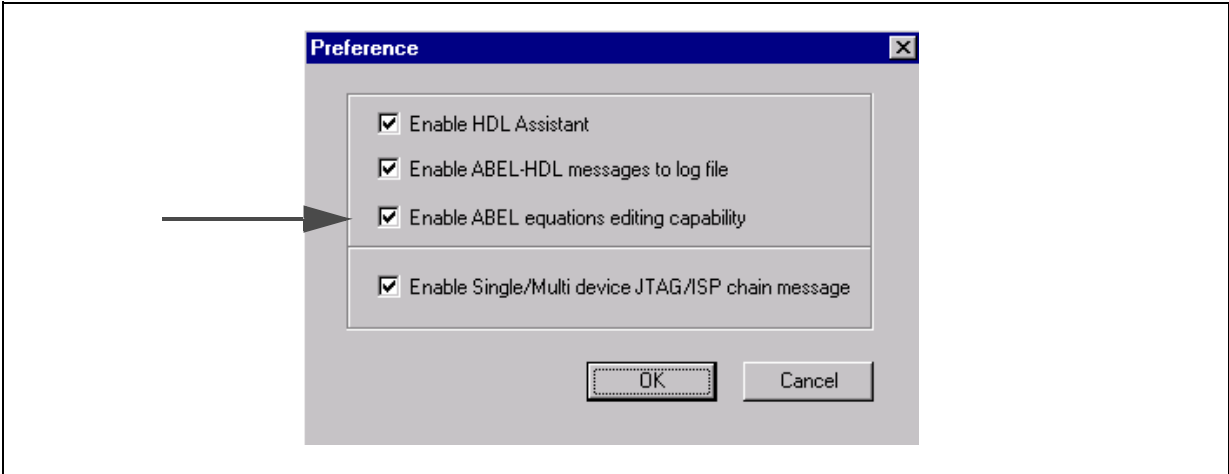 Preference
Enable HDL Assistant
Enable ABEL-HDL messages to log file
Enable ABEL equations editing capability
Enable Single/Multi device JTAG/ISP chain message
OK
Cancel